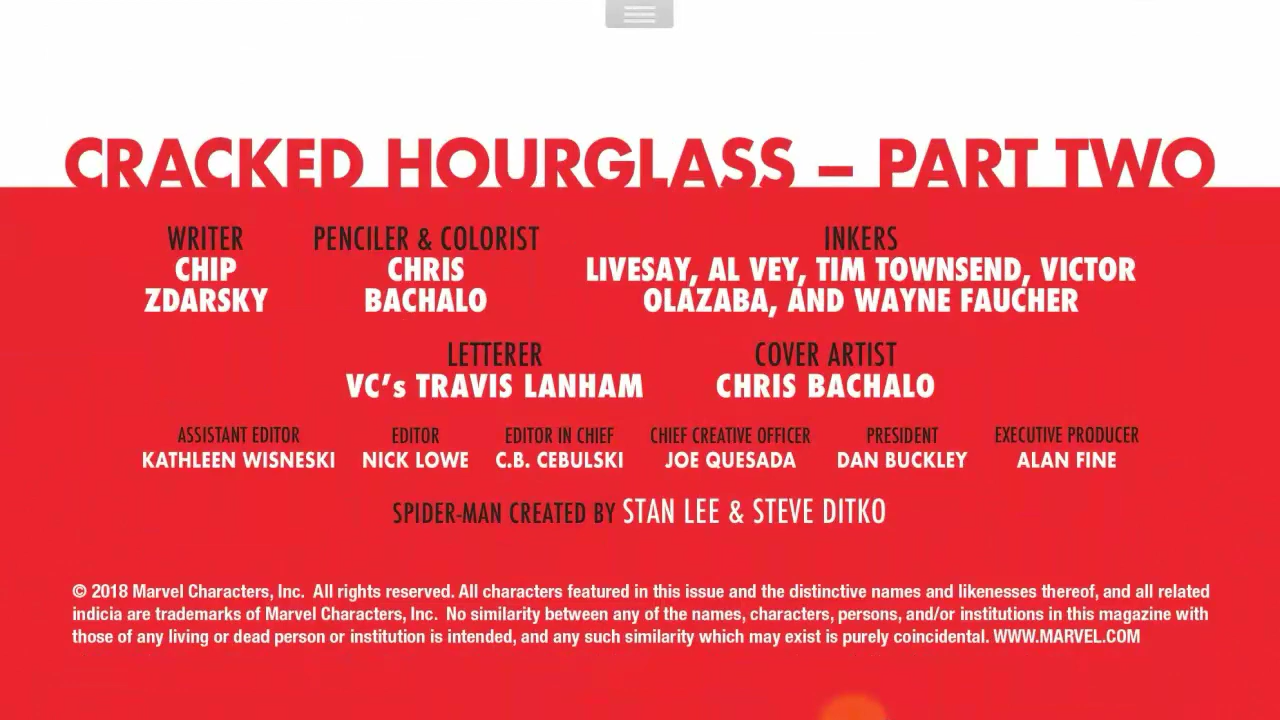 CRACKED HOURGLASS – PART TWO
WRITER
CHIP
ZDARSKY
PENCILER & COLORIST
CHRIS
BACHALO
INKERS
LIVESAY, AL VEY, TIM TOWNSEND, VICTOR
OLAZABA, AND WAYNE FAUCHER
LETTERER
VC's TRAVIS LANHAM
COVER ARTIST
CHRIS BACHALO
ASSISTANT EDITOR
KATHLEEN WISNESKI
EDITOR
NICK LOWE
EDITOR IN CHIEF
C.B. CEBULSKI
CHIEF CREATIVE OFFICER
JOE QUESADA
PRESIDENT
DAN BUCKLEY
EXECUTIVE PRODUCER
ALAN FINE
SPIDER-MAN CREATED BY STAN LEE & STEVE DITKO
© 2018 Marvel Characters, Inc. All rights reserved. All characters featured in this issue and the distinctive names and likenesses thereof, and all related
indicia are trademarks of Marvel Characters, Inc. No similarity between any of the names, characters, persons, and/or institutions in this magazine with
those of any living or dead person or institution is intended, and any such similarity which may exist is purely coincidental. WWW.MARVEL.COM